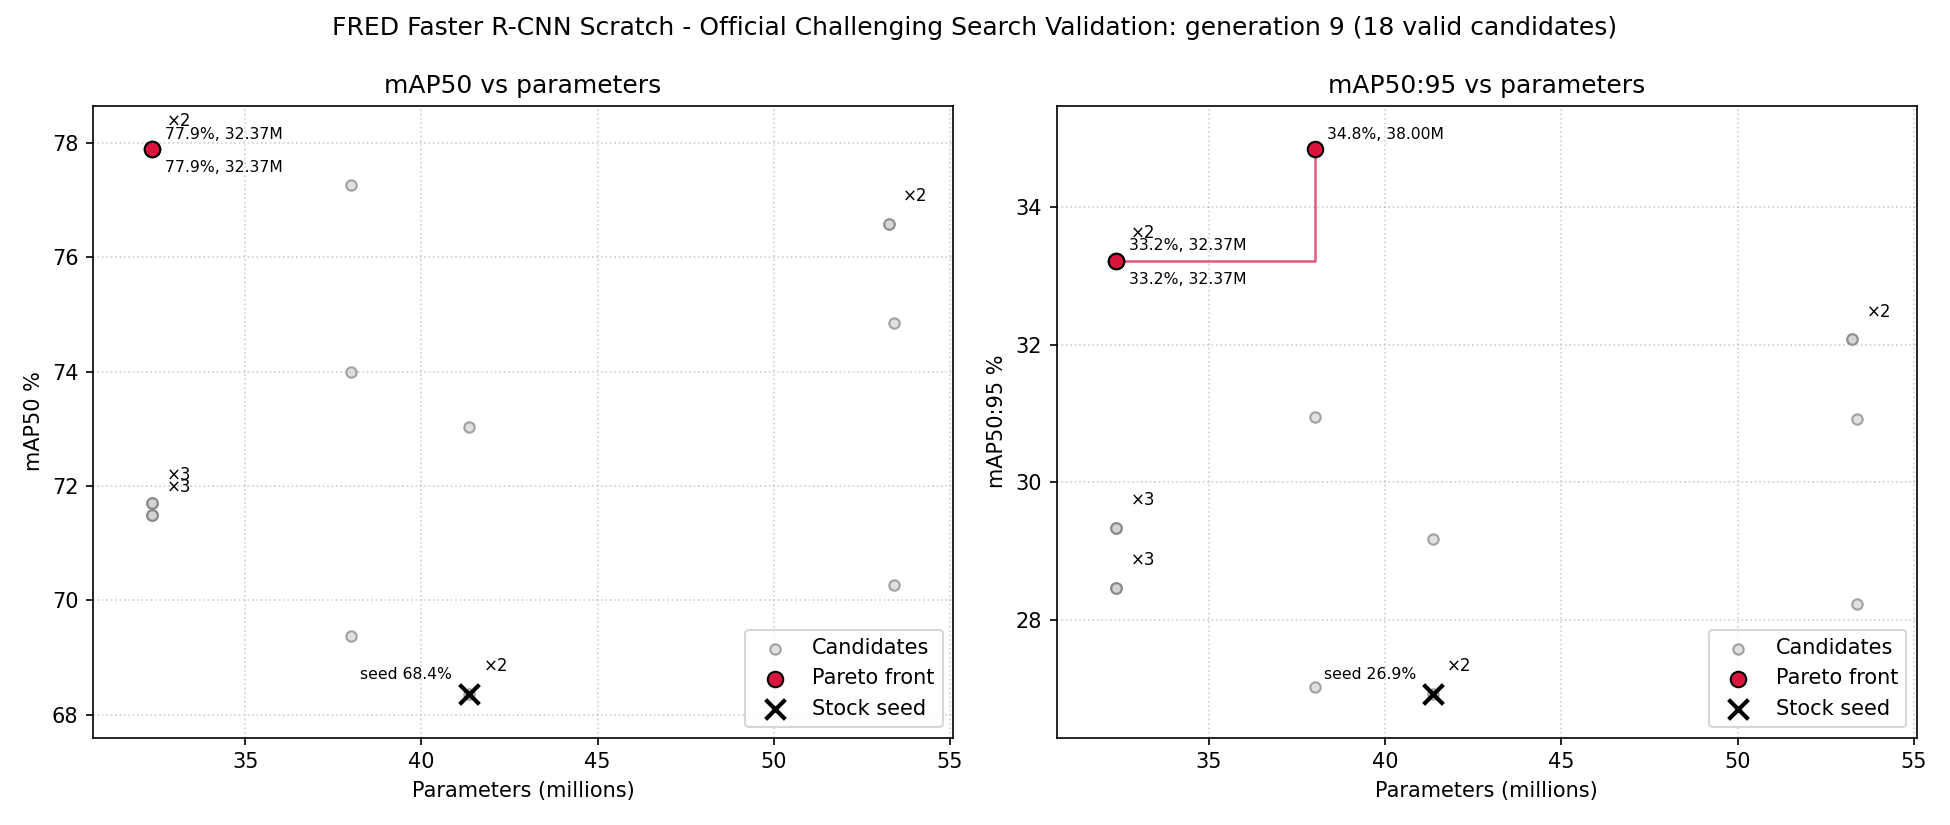 FRED Faster R-CNN Scratch - Official Challenging Search Validation: generation 9 (18 valid candidates)
mAP50 vs parameters
mAP50 %
78
76
74
72
70
68
×2
77.9%, 32.37M
77.9%, 32.37M
×2
×3
×3
seed 68.4%
×2
Candidates
Pareto front
Stock seed
35
40
45
50
55
Parameters (millions)
mAP50:95 vs parameters
mAP50:95 %
34
32
30
28
34.8%, 38.00M
×2
33.2%, 32.37M
33.2%, 32.37M
×2
×3
×3
seed 26.9%
×2
Candidates
Pareto front
Stock seed
35
40
45
50
55
Parameters (millions)